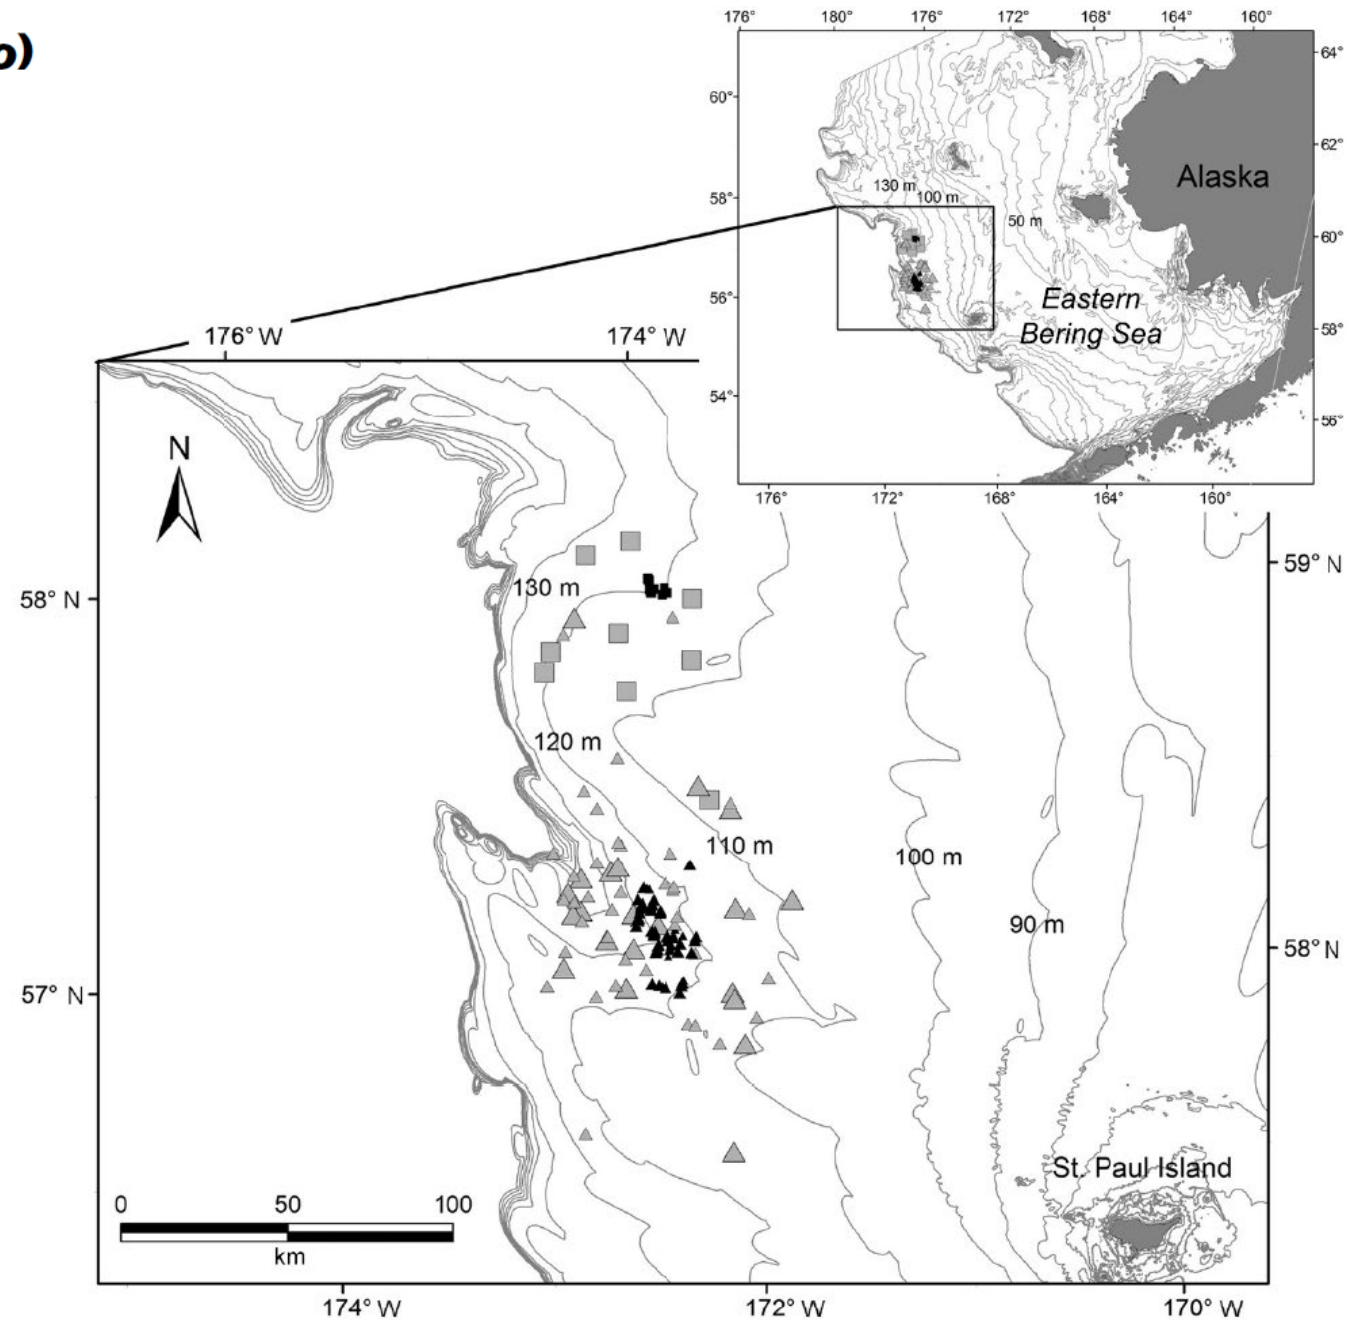 b)
176° 180° 176° 172° 168° 164° 160°
64°
60°
62°
Alaska
58°
130 m
100 m
50 m
60°
56°
Eastern
Bering Sea
58°
54°
56°
176° 172° 168° 164° 160°
176° W 174° W
N
59° N
130 m
58° N
120 m
110 m
100 m
90 m
58° N
57° N
St. Paul Island
0 50 100
km
174° W 172° W 170° W